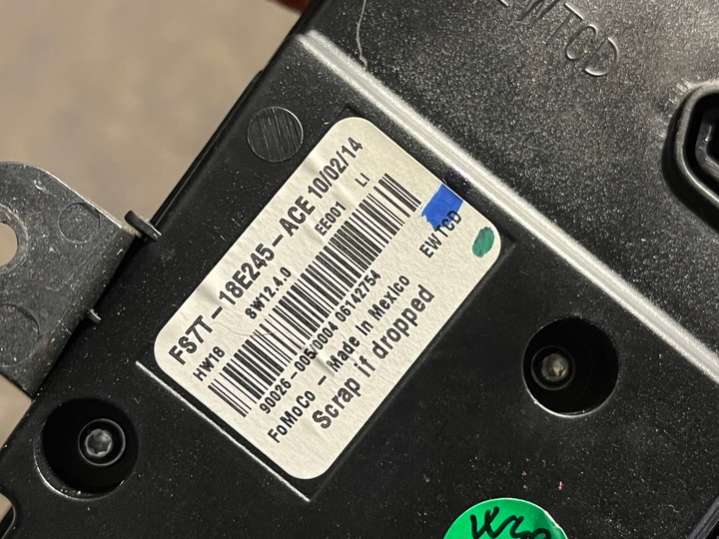 EWTCD
FS7T-18E245-ACE 10/02/14
HW18 SW12.4.0 EE001 LI
90026-005/0004 06142754 EWTCD
FoMoCo - Made in Mexico
Scrap if dropped